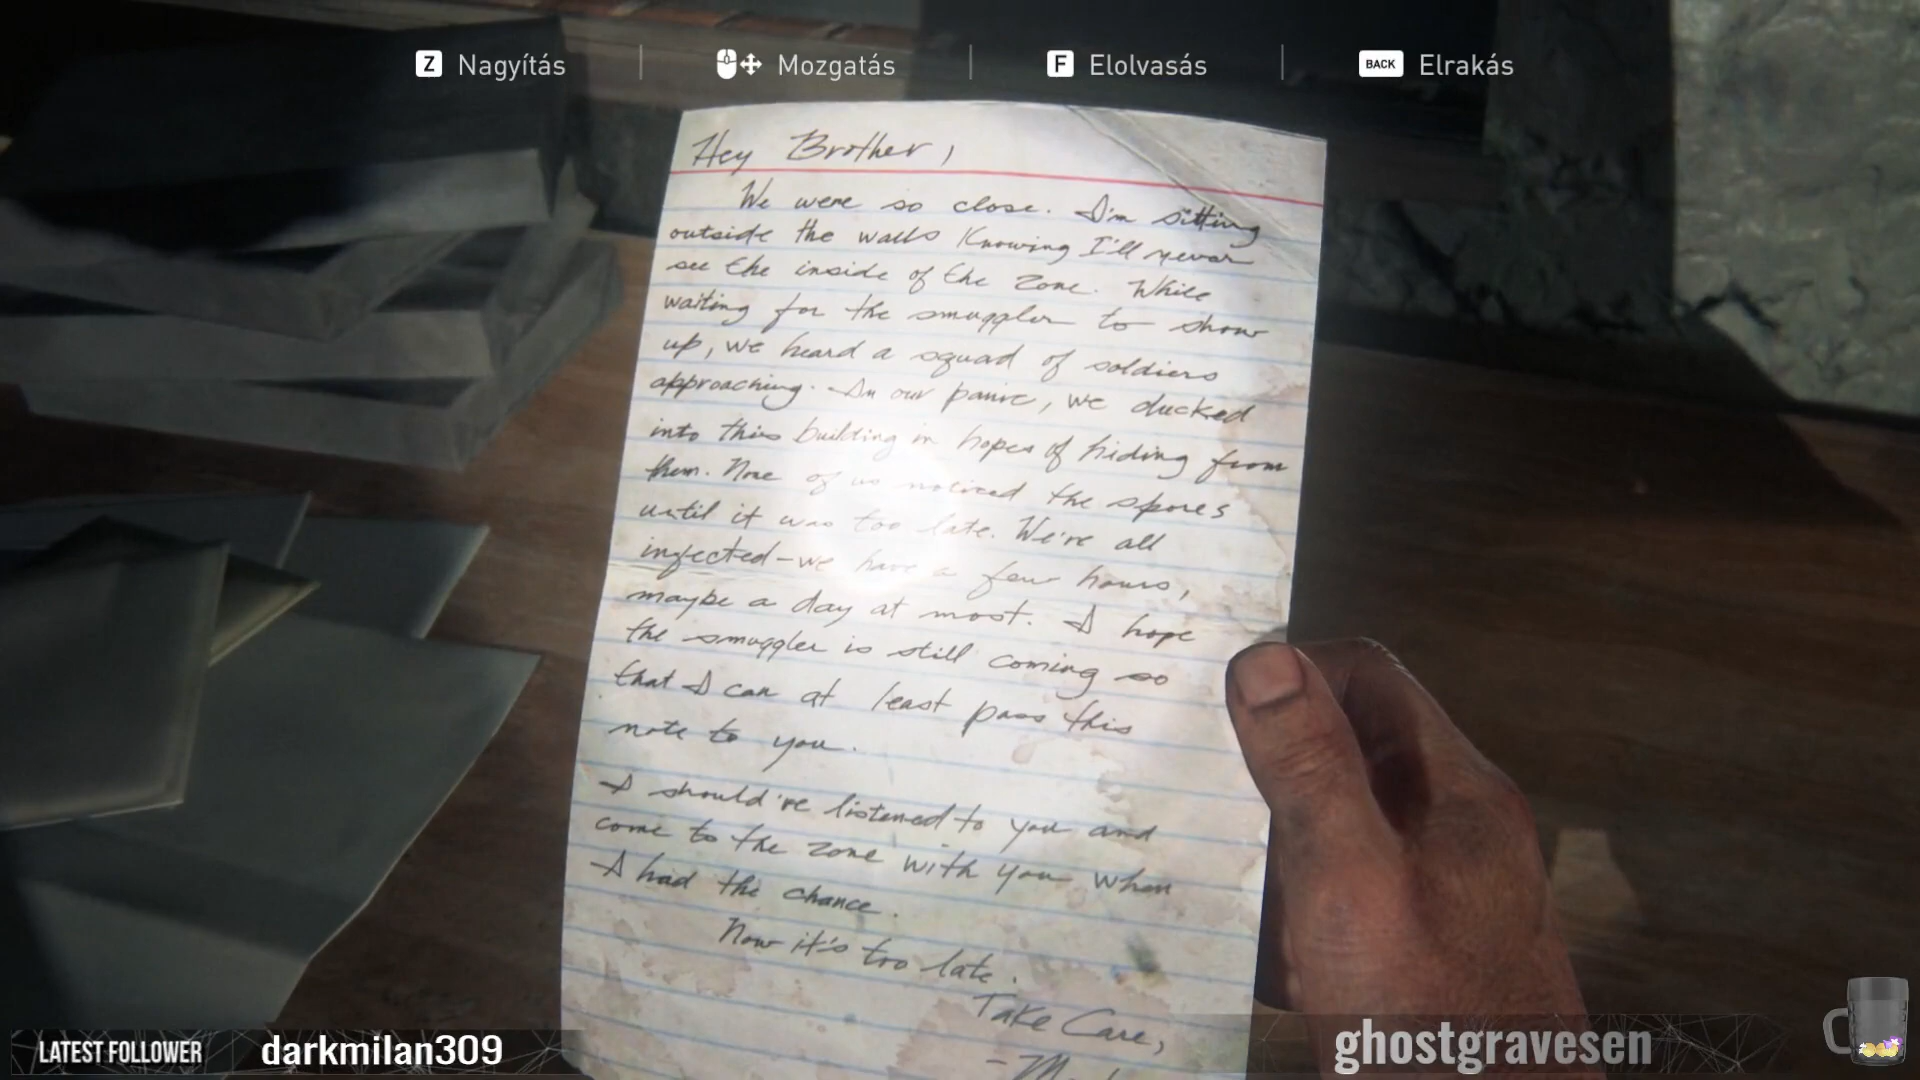 Z Nagyítás
Mozgatás
F Elolvasás
BACK Elrakás
Hey Brother,
We were so close. I'm sitting
outside the walls Knowing I'll never
see the inside of the zone. While
waiting for the smuggler to show
up, we heard a squad of soldiers
approaching. In our panic, we ducked
into this building in hopes of hiding from
them. None of us noticed the spores
until it was too late. We're all
infected-we have a few hours,
maybe a day at most. I hope
the smuggler is still coming so
that I can at least pass this
note to you.
I should've listened to you and
come to the zone with you when
I had the chance.
Now it's too late.
Take Care,
LATEST FOLLOWER darkmilan309
ghostgravesen